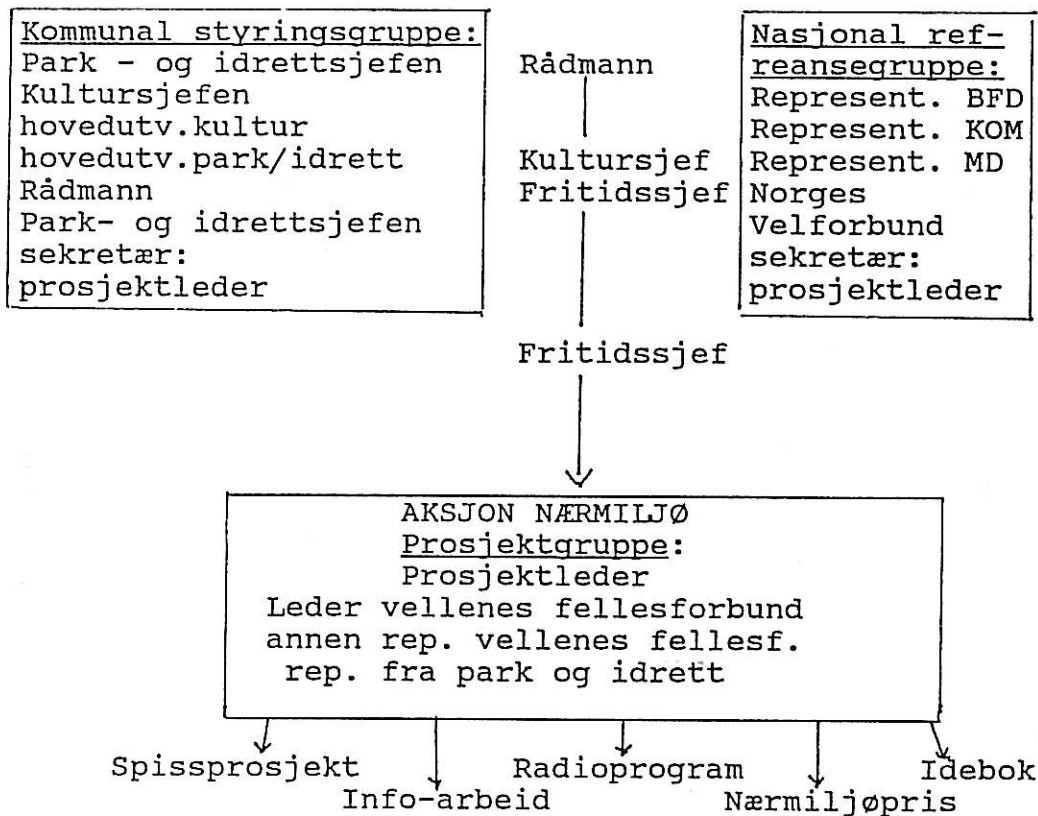 Kommunal styringsgruppe:
Park - og idrettsjefen
Kultursjefen
hovedutv.kultur
hovedutv.park/idrett
Rådmann
Park- og idrettsjefen
sekretær:
prosjektleder
Rådmann
Kultursjef
Fritidssjef
Fritidssjef
Nasjonal ref-
reansegruppe:
Represent. BFD
Represent. KOM
Represent. MD
Norges
Velforbund
sekretær:
prosjektleder
AKSJON NÆRMILJØ
Prosjektgruppe:
Prosjektleder
Leder vellenes fellesforbund
annen rep. vellenes fellesf.
rep. fra park og idrett
Spissprosjekt
Info-arbeid
Radioprogram
Nærmiljøpris
Idebok